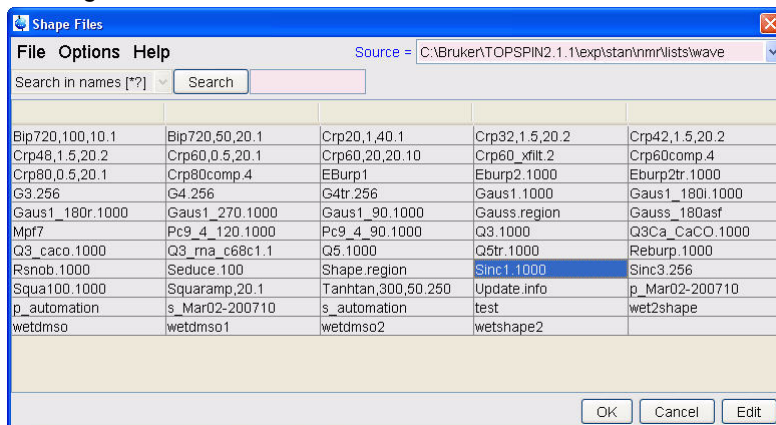 Shape Files
File Options Help Source = C:\Bruker\TOPSPIN2.1.1\exp\stan\nmr\lists\wave
Search in names [*?] Search
Bip720,100,10.1 Bip720,50,20.1 Crp20,1,40.1 Crp32,1.5,20.2 Crp42,1.5,20.2
Crp48,1.5,20.2 Crp60,0.5,20.1 Crp60,20,20.10 Crp60_xfilt.2 Crp60comp.4
Crp80,0.5,20.1 Crp80comp.4 EBurp1 Eburp2.1000 Eburp2tr.1000
G3.256 G4.256 G4tr.256 Gaus1.1000 Gaus1_180i.1000
Gaus1_180r.1000 Gaus1_270.1000 Gaus1_90.1000 Gauss.region Gauss_180asf
Mpf7 Pc9_4_120.1000 Pc9_4_90.1000 Q3.1000 Q3Ca_CaCO.1000
Q3_caco.1000 Q3_rna_c68c1.1 Q5.1000 Q5tr.1000 Reburp.1000
Rsnob.1000 Seduce.100 Shape.region Sinc1.1000 Sinc3.256
Squa100.1000 Squaramp,20.1 Tanhtan,300,50.250 Update.info p_Mar02-200710
p_automation s_Mar02-200710 s_automation test wet2shape
wetdmso wetdmso1 wetdmso2 wetshape2
OK Cancel Edit